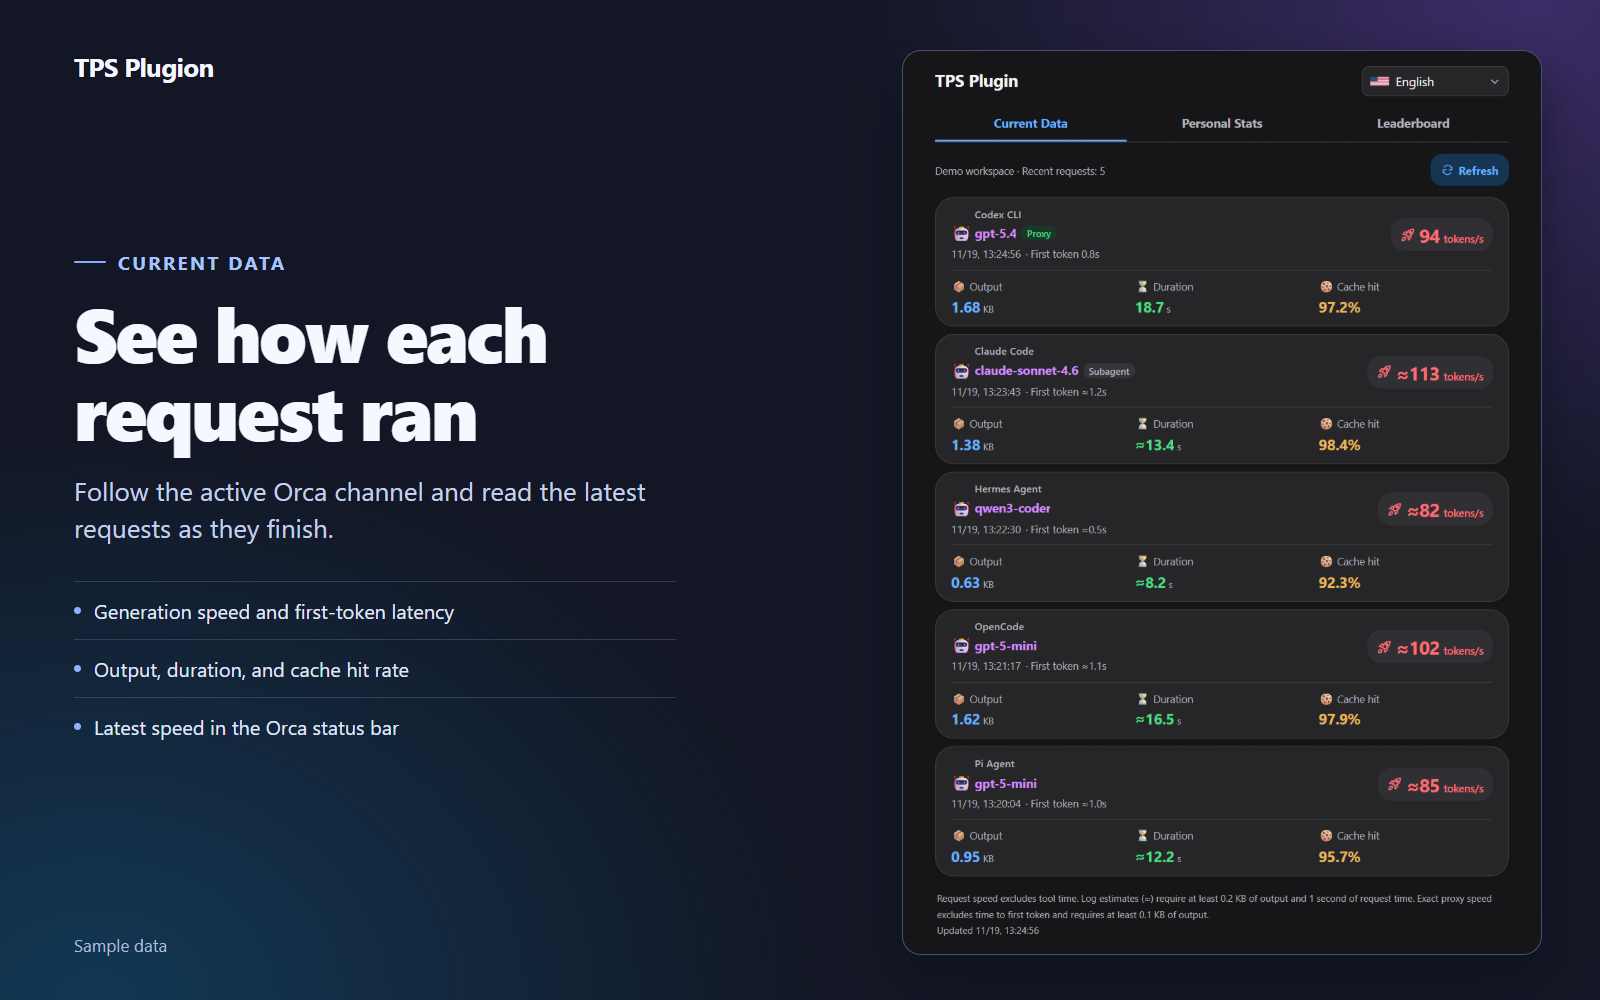 TPS Plugion
CURRENT DATA
See how each
request ran
Follow the active Orca channel and read the latest
requests as they finish.
Generation speed and first-token latency
Output, duration, and cache hit rate
Latest speed in the Orca status bar
Sample data
TPS Plugin
English
Current Data Personal Stats Leaderboard
Demo workspace · Recent requests: 5
Refresh
Codex CLI
gpt-5.4 Proxy
94 tokens/s
11/19, 13:24:56 · First token 0.8s
Output Duration Cache hit
1.68 KB 18.7 s 97.2%
Claude Code
claude-sonnet-4.6 Subagent
≈113 tokens/s
11/19, 13:23:43 · First token ≈1.2s
Output Duration Cache hit
1.38 KB ≈13.4 s 98.4%
Hermes Agent
qwen3-coder
≈82 tokens/s
11/19, 13:22:30 · First token ≈0.5s
Output Duration Cache hit
0.63 KB ≈8.2 s 92.3%
OpenCode
gpt-5-mini
≈102 tokens/s
11/19, 13:21:17 · First token ≈1.1s
Output Duration Cache hit
1.62 KB ≈16.5 s 97.9%
Pi Agent
gpt-5-mini
≈85 tokens/s
11/19, 13:20:04 · First token ≈1.0s
Output Duration Cache hit
0.95 KB ≈12.2 s 95.7%
Request speed excludes tool time. Log estimates (≈) require at least 0.2 KB of output and 1 second of request time. Exact proxy speed
excludes time to first token and requires at least 0.1 KB of output.
Updated 11/19, 13:24:56